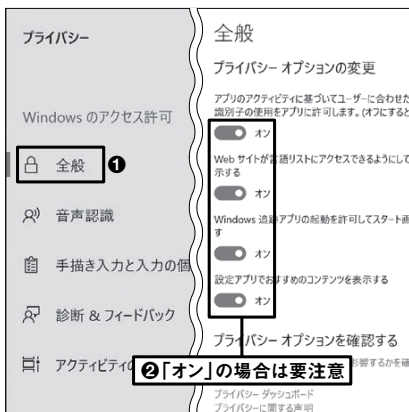 プライバシー
Windows のアクセス許可
全般
❶
音声認識
手描き入力と入力の個
診断 & フィードバック
アクティビティの
全般
プライバシー オプションの変更
アプリのアクティビティに基づいてユーザーに合わせた
識別子の使用をアプリに許可します。(オフにすると
オン
Web サイトが言語リストにアクセスできるようにして
示する
オン
Windows 追跡アプリの起動を許可してスタート画
す
オン
設定アプリでおすすめのコンテンツを表示する
オン
プライバシー オプションを確認する
影響するかを確
❷「オン」の場合は要注意
プライバシー ダッシュボード
プライバシーに関する声明